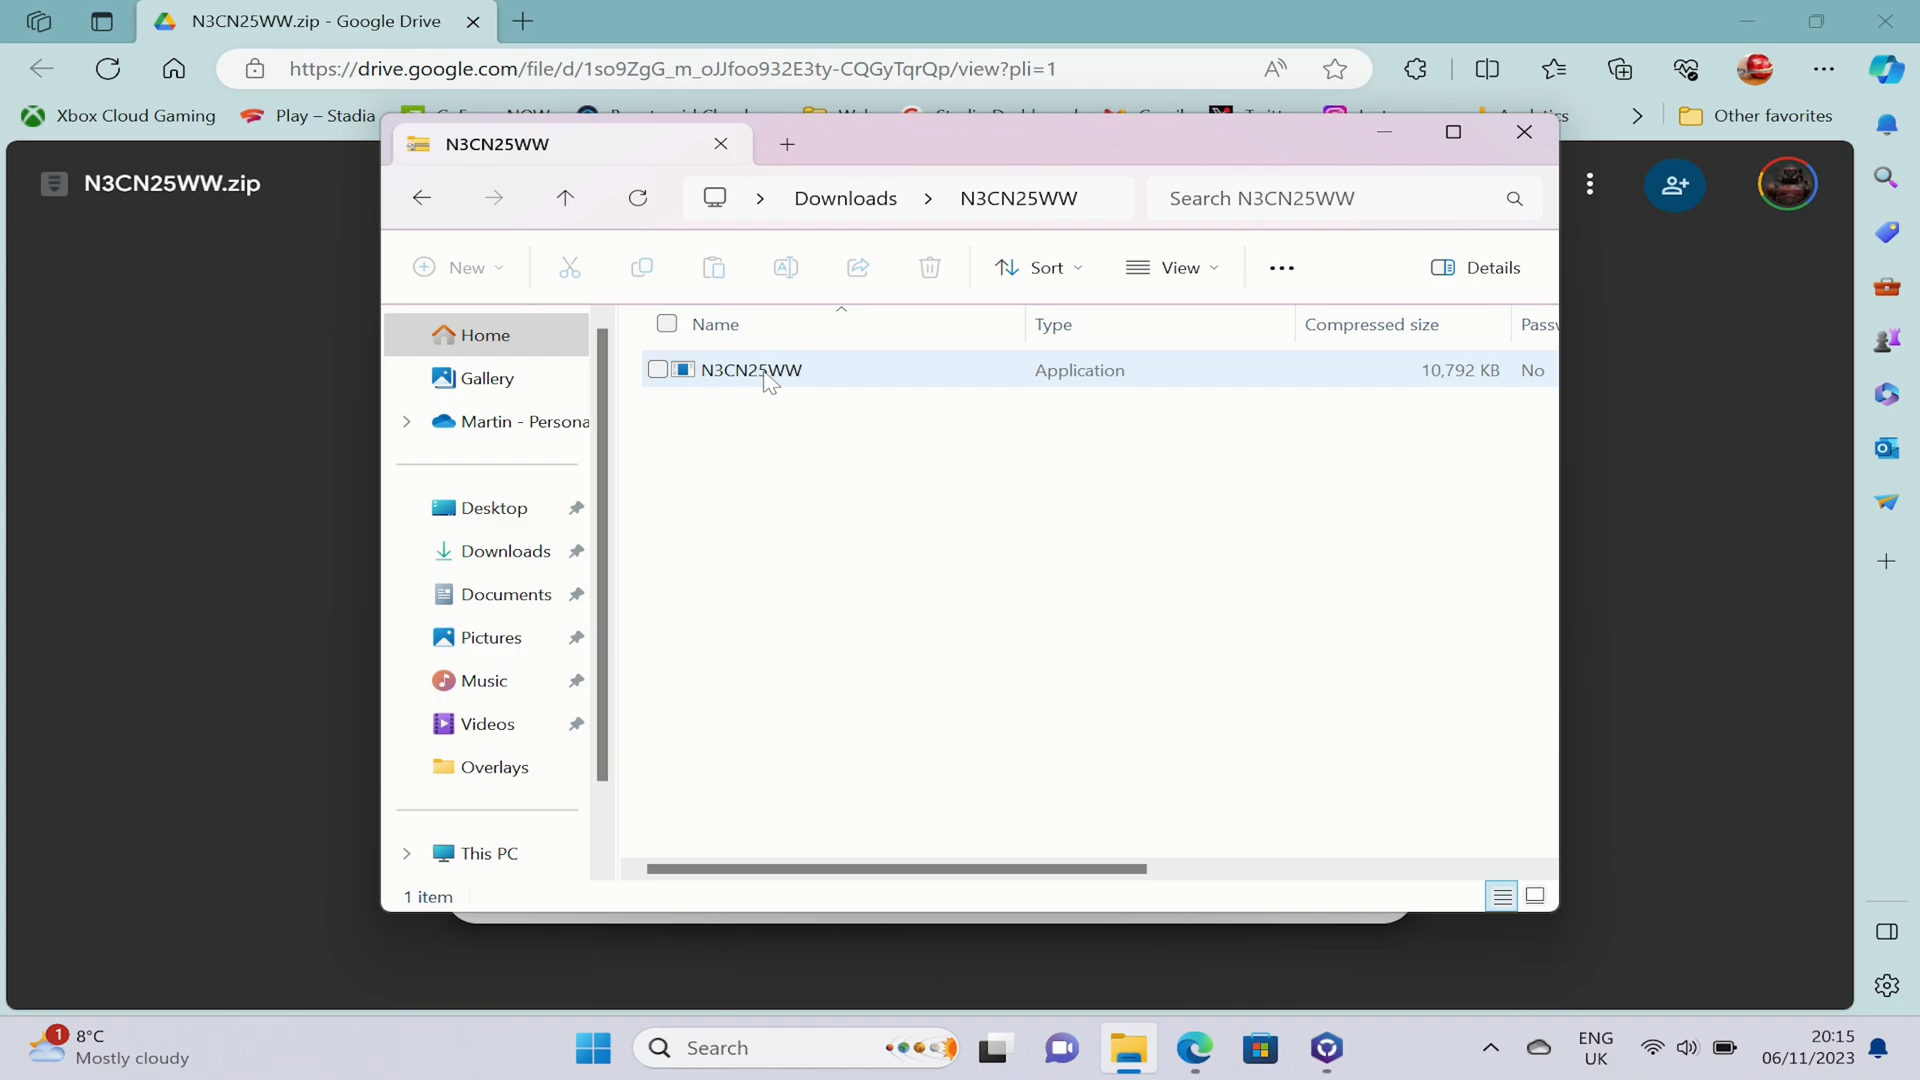 N3CN25WW.zip - Google Drive
https://drive.google.com/file/d/1so9ZgG_m_oJJfoo932E3ty-CQGyTqrQp/view?pli=1
Xbox Cloud Gaming
Play – Stadia
Other favorites
N3CN25WW.zip
N3CN25WW
Downloads
N3CN25WW
Search N3CN25WW
New
Sort
View
Details
Name
Type
Compressed size
Passw
N3CN25WW
Application
10,792 KB
No
Home
Gallery
Martin - Persona
Desktop
Downloads
Documents
Pictures
Music
Videos
Overlays
This PC
1 item
1
8°C
Mostly cloudy
Search
ENG
UK
20:15
06/11/2023